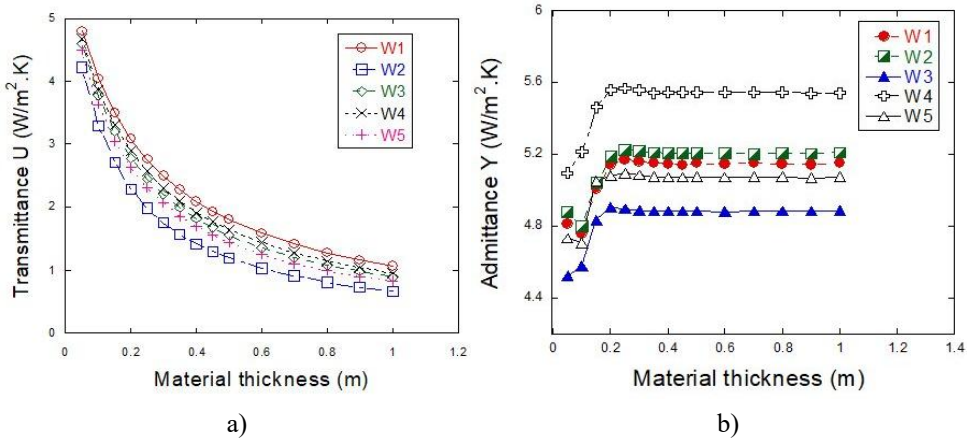 5
4
3
2
1
0
0 0.2 0.4 0.6 0.8 1 1.2
Transmittance U (W/m².K)
Material thickness (m)
W1
W2
W3
W4
W5
a)
6
5.6
5.2
4.8
4.4
0 0.2 0.4 0.6 0.8 1 1.2 1.4
Admittance Y (W/m².K)
Material thickness (m)
W1
W2
W3
W4
W5
b)